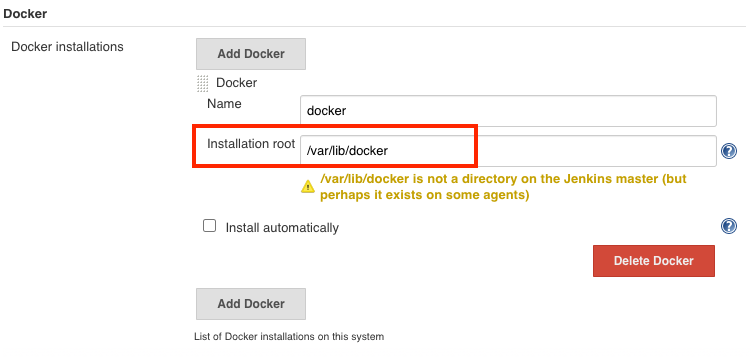 Docker
Docker installations
Add Docker
Docker
Name
docker
Installation root
/var/lib/docker
?
/var/lib/docker is not a directory on the Jenkins master (but
perhaps it exists on some agents)
Install automatically
?
Delete Docker
Add Docker
List of Docker installations on this system